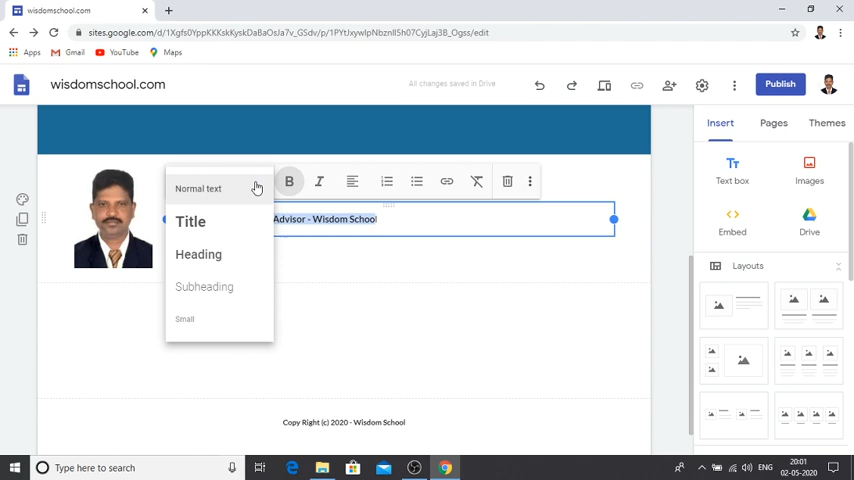 wisdomschool.com
sites.google.com/d/1Xgfs0YppKKKskKyskDaBaOsJa7v_GSdv/p/1PYtJxywIpNbznlI5h07CyjLaj3B_Ogss/edit
Apps
Gmail
YouTube
Maps
wisdomschool.com
All changes saved in Drive
Publish
Insert
Pages
Themes
Normal text
Title
Heading
Subheading
Small
Advisor - Wisdom School
Text box
Images
Embed
Drive
Layouts
Copy Right (c) 2020 - Wisdom School
Type here to search
ENG
20:01
02-05-2020